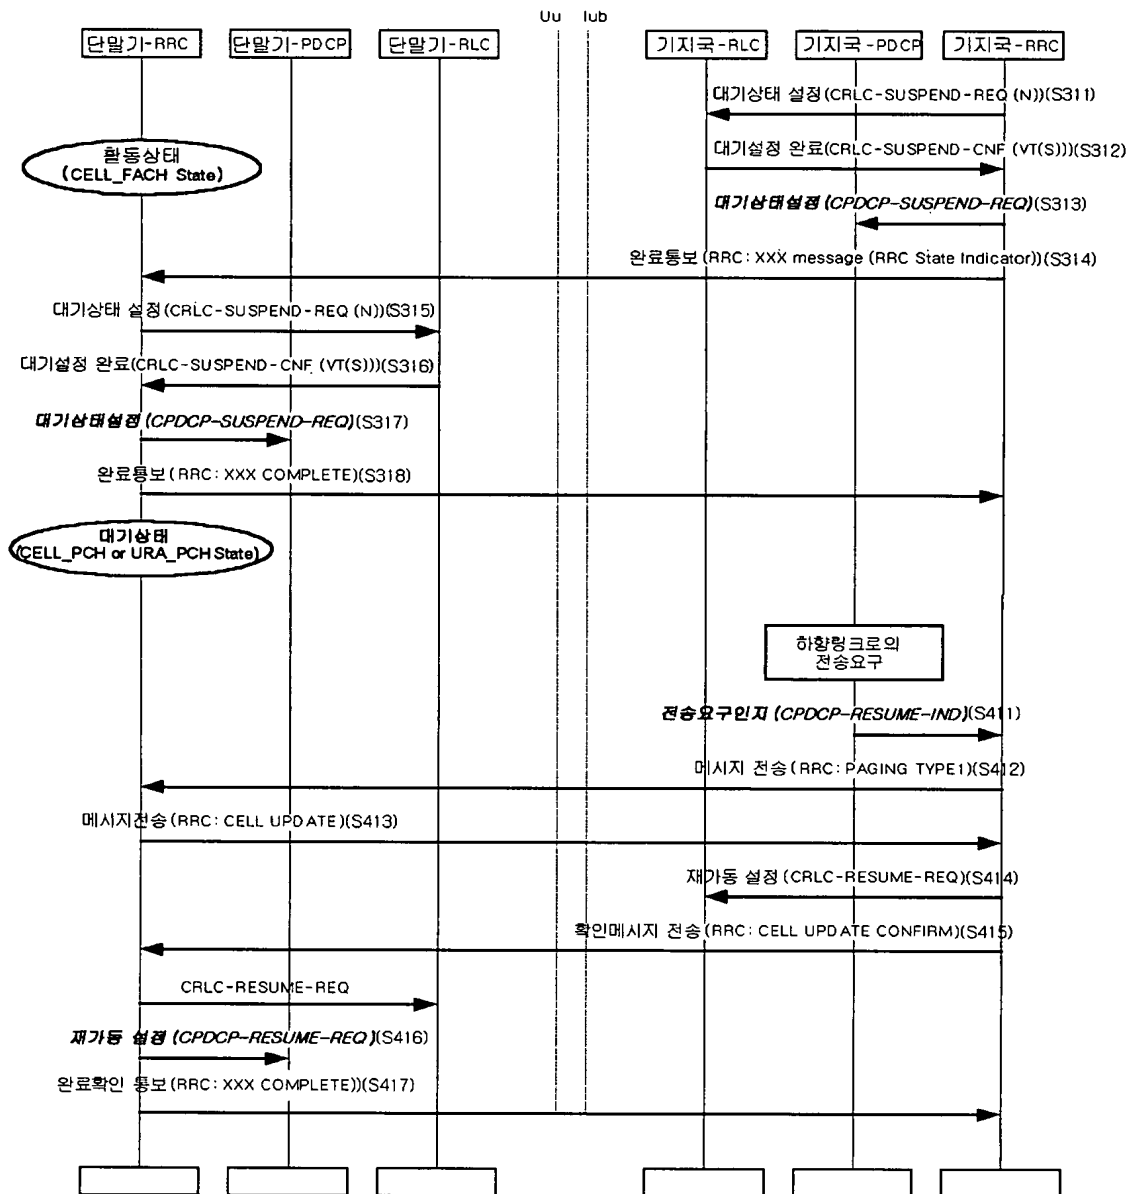 Uu Iub
단말기-RRC 단말기-PDCP 단말기-RLC 기지국-RLC 기지국-PDCP 기지국-RRC
대기상태 설정(CRLC-SUSPEND-REQ (N))(S311)
활동상태
(CELL_FACH State)
대기설정 완료(CRLC-SUSPEND-CNF (VT(S)))(S312)
대기상태설정(CPDCP-SUSPEND-REQ)(S313)
완료통보(RRC: XXX message (RRC State Indicator))(S314)
대기상태 설정(CRLC-SUSPEND-REQ (N))(S315)
대기설정 완료(CRLC-SUSPEND-CNF (VT(S)))(S316)
대기상태설정(CPDCP-SUSPEND-REQ)(S317)
완료통보(RRC: XXX COMPLETE)(S318)
대기상태
(CELL_PCH or URA_PCH State)
하향링크로의
전송요구
전송요구인지(CPDCP-RESUME-IND)(S411)
메시지 전송(RRC: PAGING TYPE1)(S412)
메시지전송(RRC: CELL UPDATE)(S413)
재가동 설정(CRLC-RESUME-REQ)(S414)
확인메시지 전송(RRC: CELL UPDATE CONFIRM)(S415)
CRLC-RESUME-REQ
재가동 설정(CPDCP-RESUME-REQ)(S416)
완료확인 통보(RRC: XXX COMPLETE))(S417)